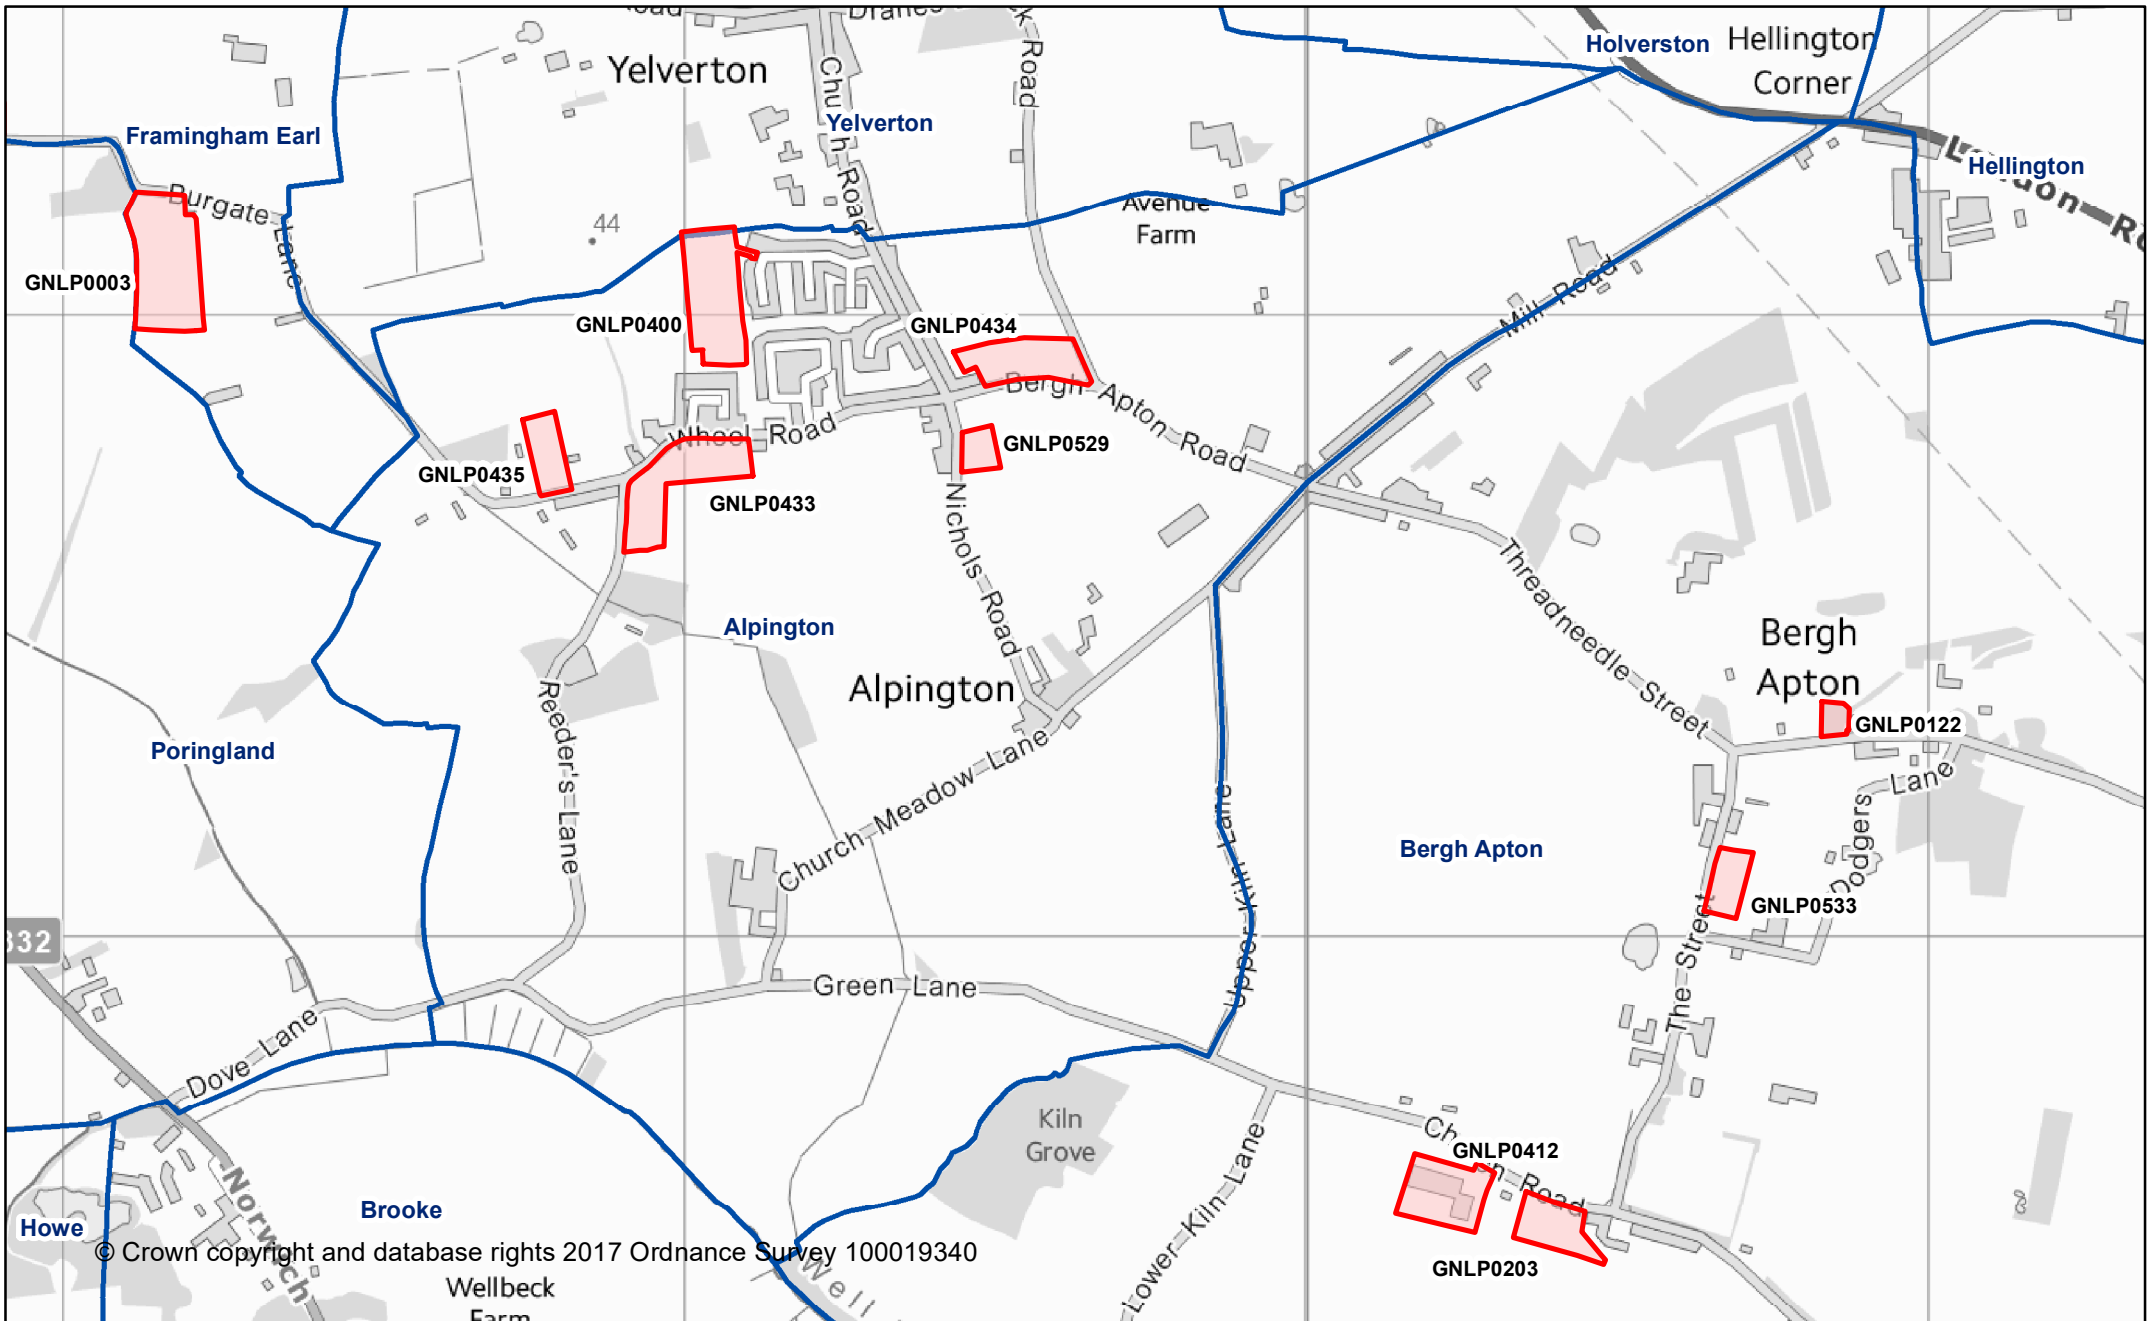 Yelverton
Hellington
Corner
Holverston
Church Road
Yelverton
Framingham Earl
Hellington
London
Burgate Lane
Avenue
Farm
44
GNLP0003
GNLP0400
GNLP0434
Mill Road
Bergh Apton Road
Wheel Road
GNLP0529
GNLP0435
GNLP0433
Nichols Road
Threadneedle Street
Alpington
Bergh
Apton
Alpington
GNLP0122
Reeder's Lane
Poringland
Church Meadow Lane
Dodgers Lane
Upper Kiln Lane
Bergh Apton
GNLP0533
332
The Street
Green Lane
Dove Lane
Kiln
Grove
GNLP0412
Road
Lower Kiln Lane
Norwich
Brooke
Howe
© Crown copyright and database rights 2017 Ordnance Survey 100019340
GNLP0203
Wellbeck
Farm
Well